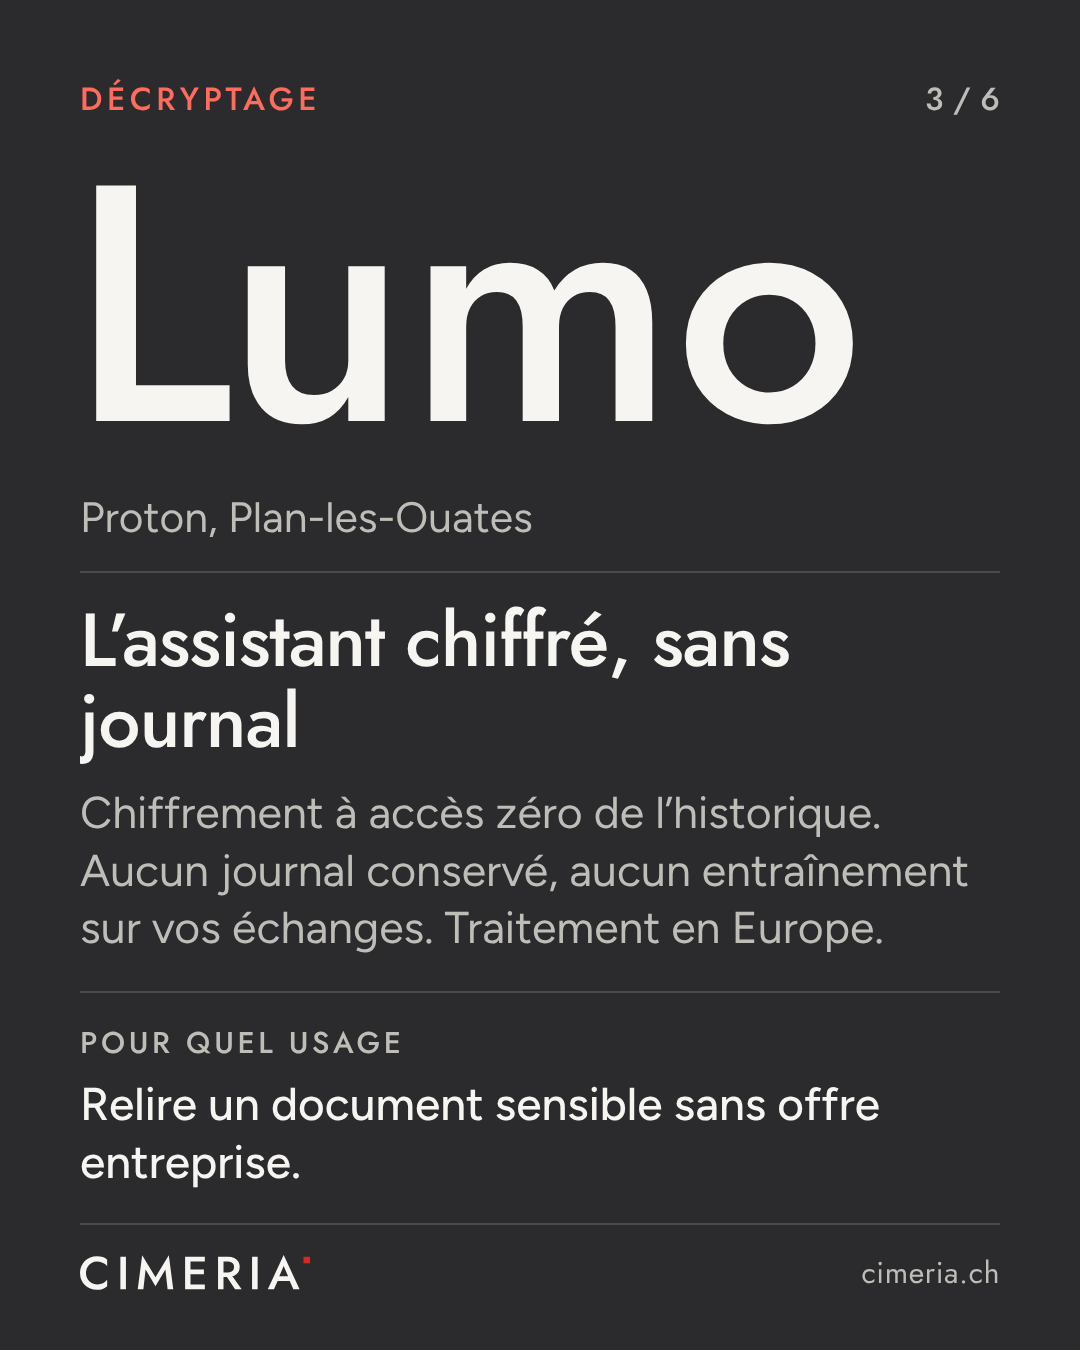 DÉCRYPTAGE
3 / 6
Lumo
Proton, Plan-les-Ouates
L’assistant chiffré, sans
journal
Chiffrement à accès zéro de l’historique.
Aucun journal conservé, aucun entraînement
sur vos échanges. Traitement en Europe.
POUR QUEL USAGE
Relire un document sensible sans offre
entreprise.
CIMERIA
cimeria.ch